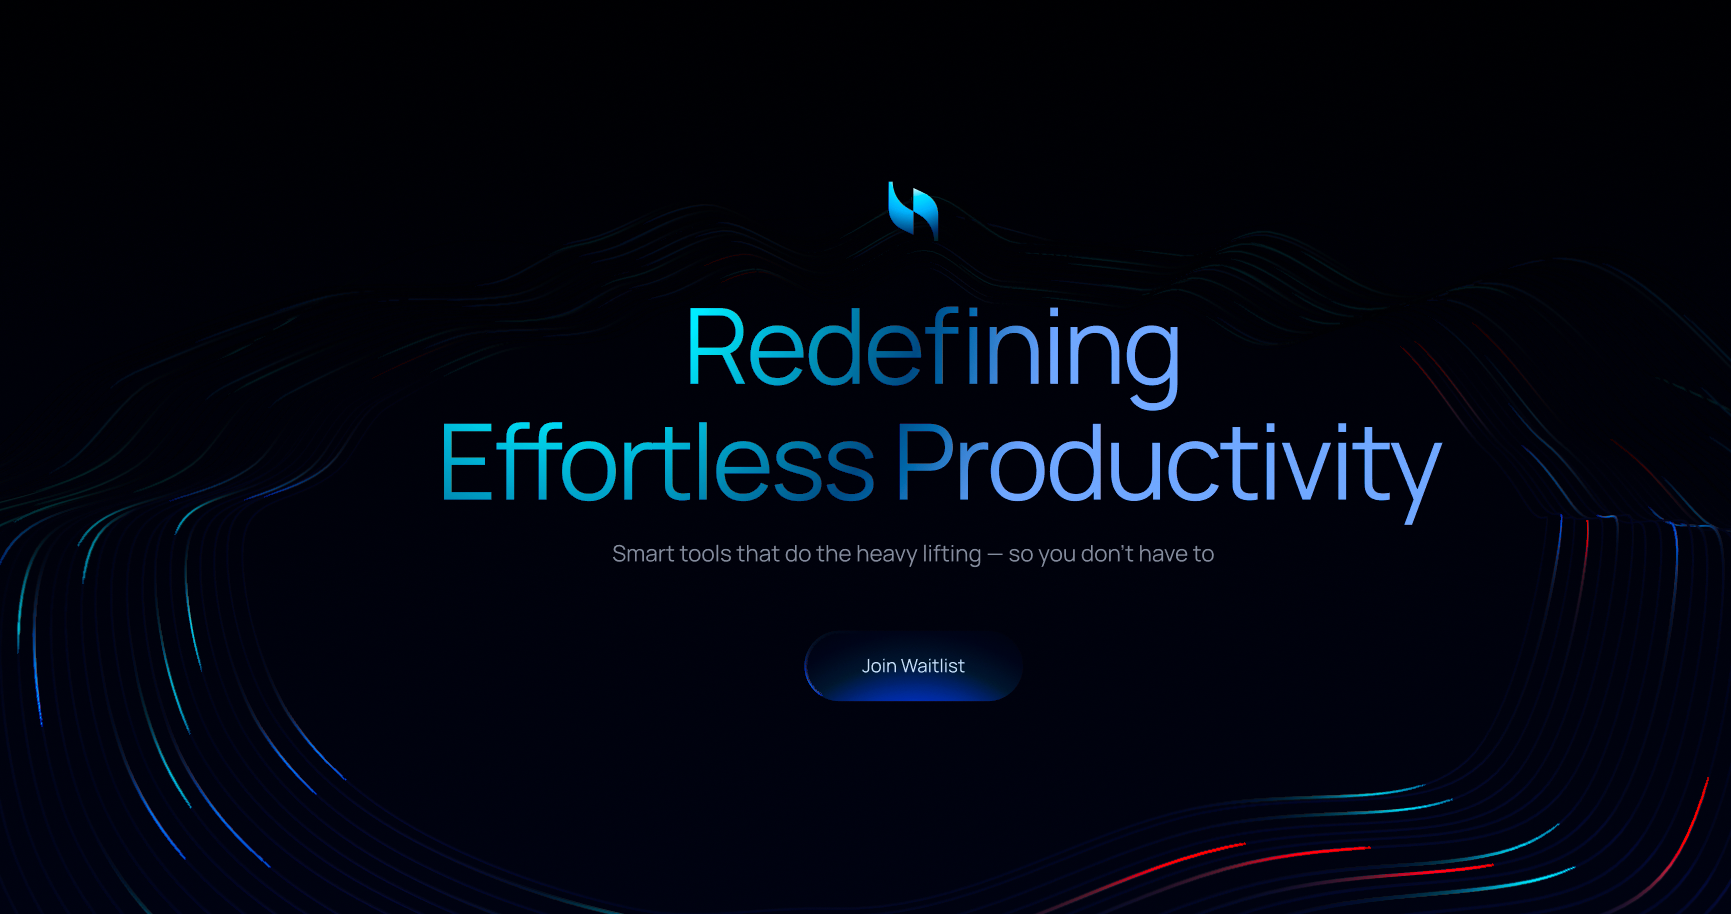 Redefining
Effortless Productivity
Smart tools that do the heavy lifting — so you don’t have to
Join Waitlist